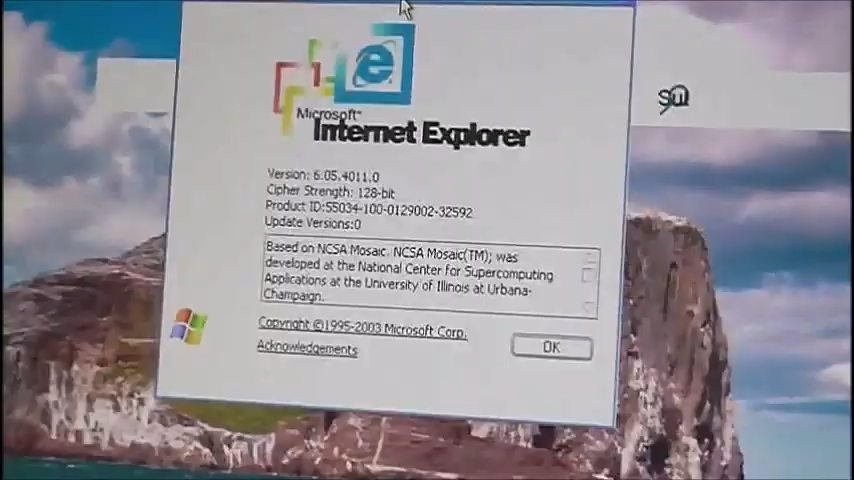 Microsoft
Internet Explorer
Version: 6.05.4011.0
Cipher Strength: 128-bit
Product ID:55034-100-0129002-32592
Update Versions:0
Based on NCSA Mosaic. NCSA Mosaic(TM); was
developed at the National Center for Supercomputing
Applications at the University of Illinois at Urbana-
Champaign.
Copyright ©1995-2003 Microsoft Corp.
Acknowledgements
OK